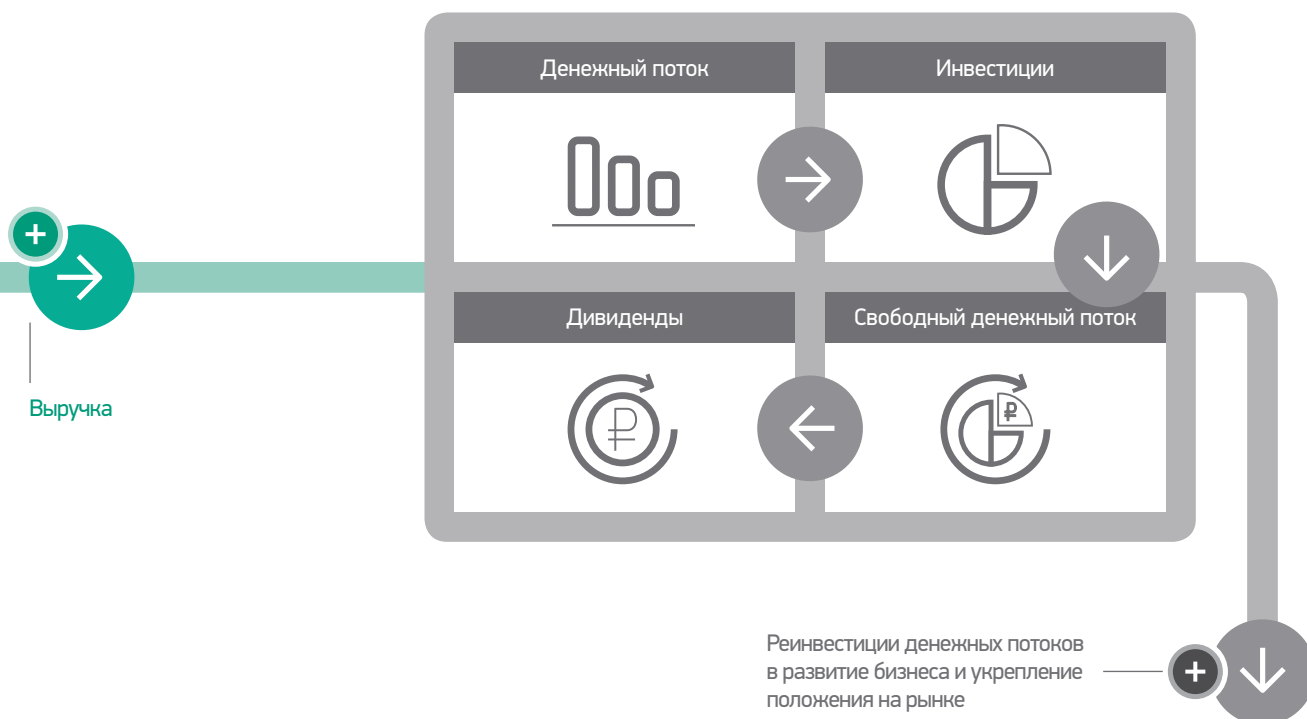 Денежный поток
Инвестиции
Дивиденды
Свободный денежный поток
₽
₽
+
Выручка
Реинвестиции денежных потоков
в развитие бизнеса и укрепление
положения на рынке
+